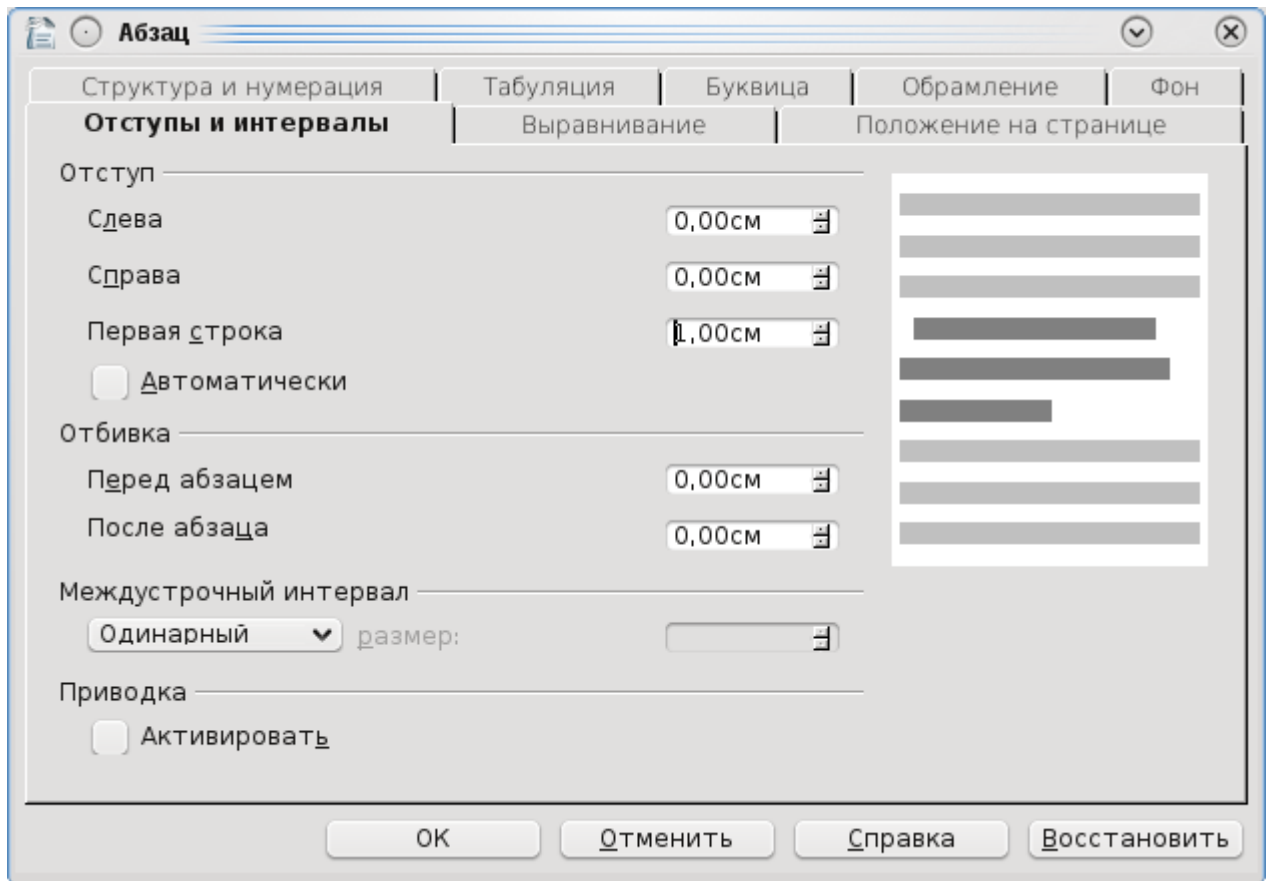 Абзац
Структура и нумерация Табуляция Буквица Обрамление Фон
Отступы и интервалы Выравнивание Положение на странице
Отступ
Слева 0,00см
Справа 0,00см
Первая строка 1,00см
Автоматически
Отбивка
Перед абзацем 0,00см
После абзаца 0,00см
Междустрочный интервал
Одинарный размер:
Приводка
Активировать
ОК Отменить Справка Восстановить